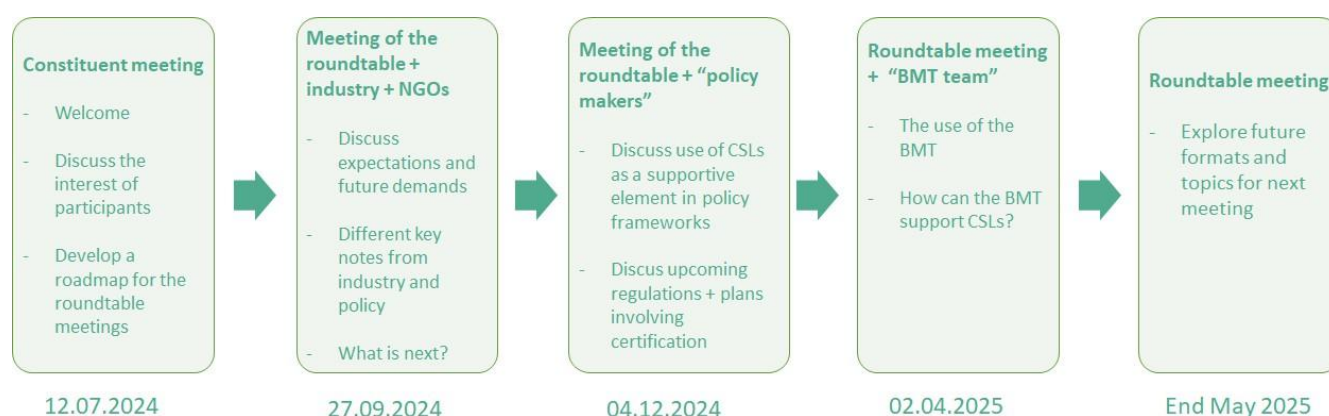 Constituent meeting
- Welcome
- Discuss the
interest of
participants
- Develop a
roadmap for the
roundtable
meetings
12.07.2024
Meeting of the
roundtable +
industry + NGOs
- Discuss
expectations and
future demands
- Different key
notes from
industry and
policy
- What is next?
27.09.2024
Meeting of the
roundtable + “policy
makers”
- Discuss use of CSLs
as a supportive
element in policy
frameworks
- Discus upcoming
regulations + plans
involving
certification
04.12.2024
Roundtable meeting
+ “BMT team”
- The use of the
BMT
- How can the BMT
support CSLs?
02.04.2025
Roundtable meeting
- Explore future
formats and
topics for next
meeting
End May 2025